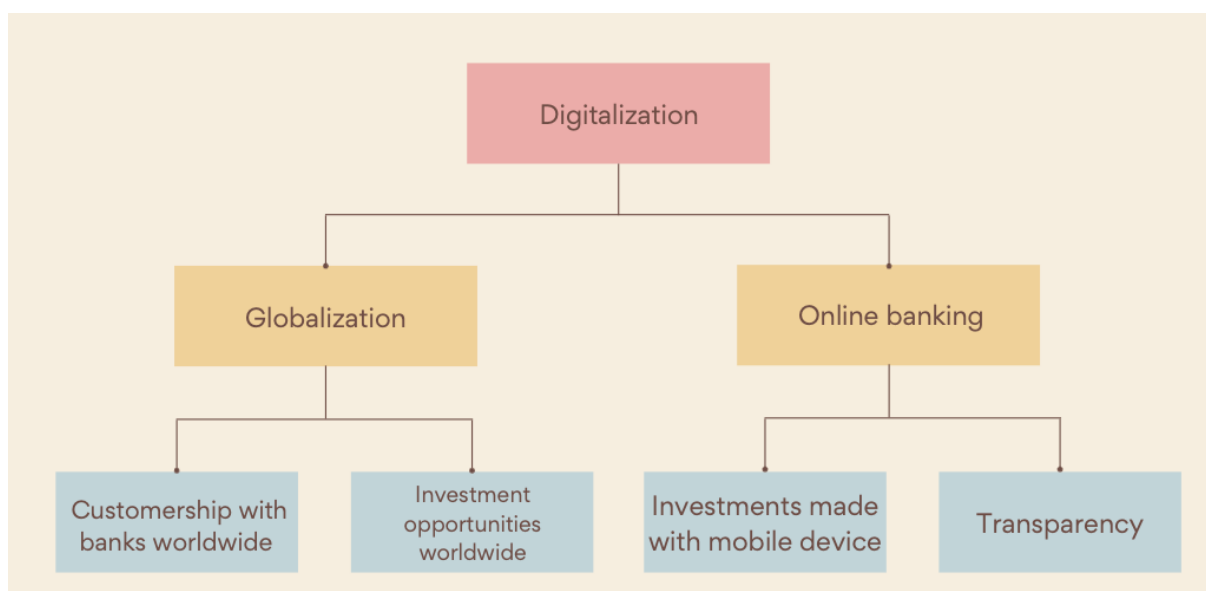 Digitalization
Globalization
Online banking
Customership with
banks worldwide
Investment
opportunities
worldwide
Investments made
with mobile device
Transparency